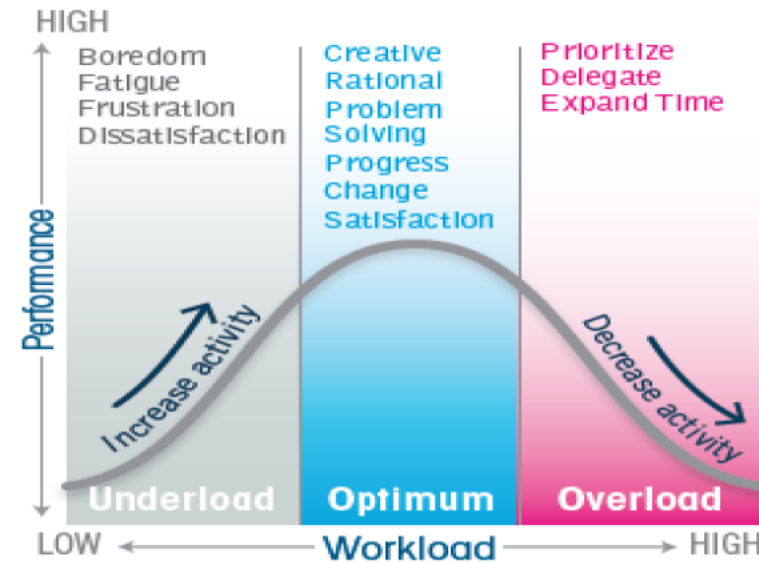 HIGH
Boredom
Fatigue
Frustration
Dissatisfaction
Creative
Rational
Problem
Solving
Progress
Change
Satisfaction
Prioritize
Delegate
Expand Time
Performance
Increase activity
Decrease activity
Underload
Optimum
Overload
LOW
Workload
HIGH